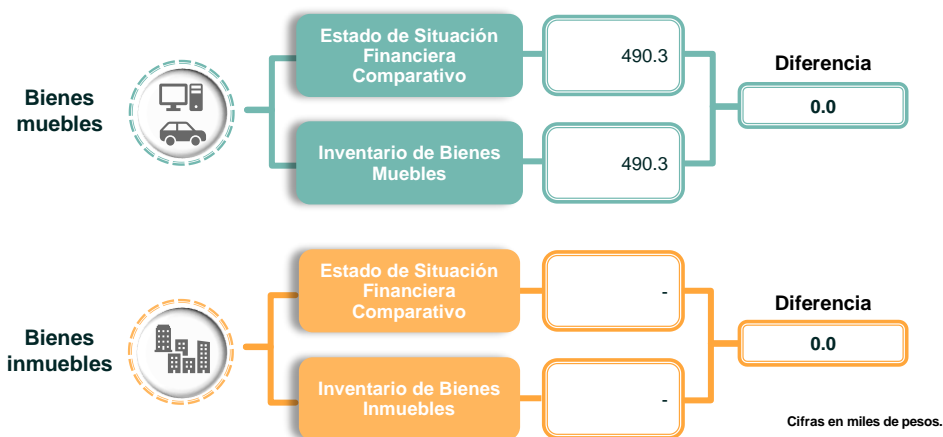 Bienes
muebles
Estado de Situación
Financiera
Comparativo
490.3
Inventario de Bienes
Muebles
490.3
Diferencia
0.0
Bienes
inmuebles
Estado de Situación
Financiera
Comparativo
-
Inventario de Bienes
Inmuebles
-
Diferencia
0.0
Cifras en miles de pesos.